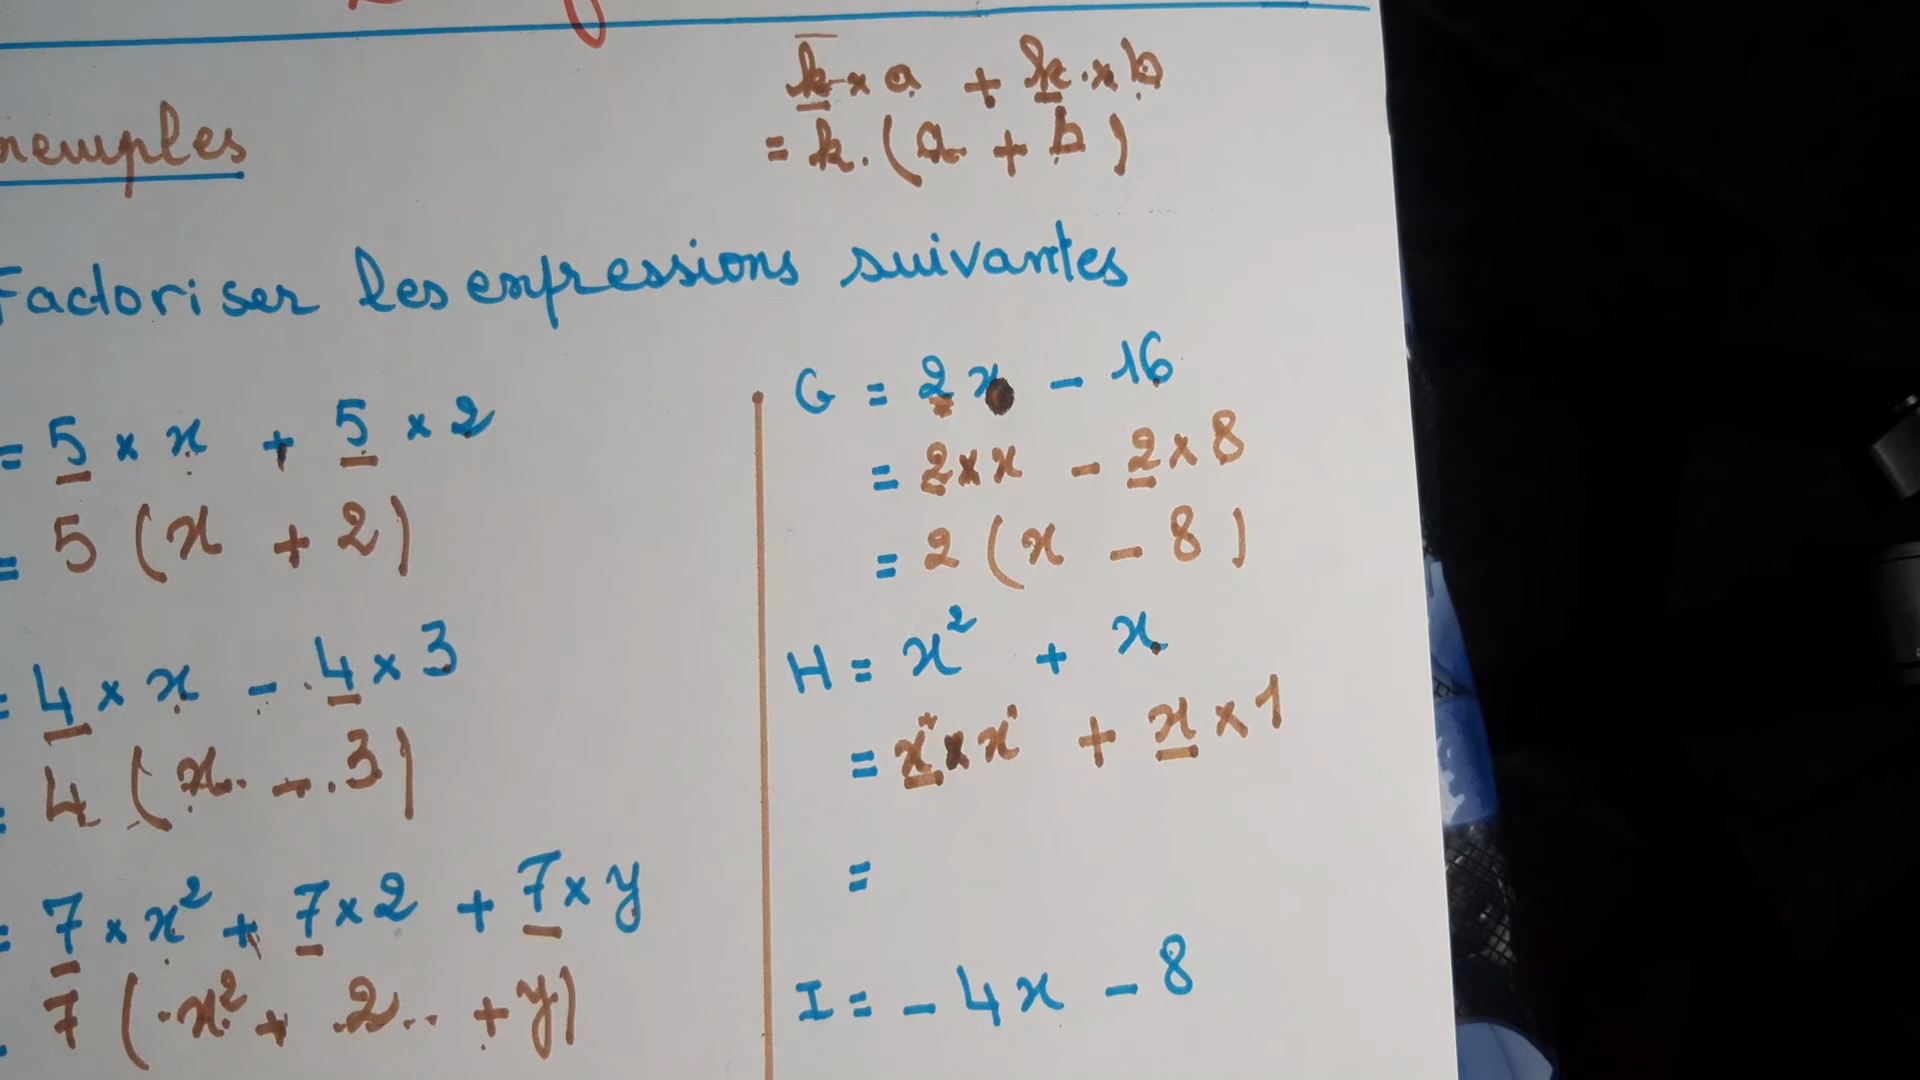 k × a + k × b
= k. (a + b)
exemples
Factoriser les expressions suivantes
= 5 × x + 5 × 2
= 5 (x + 2)
= 4 × x - 4 × 3
= 4 (x - 3)
= 7 × x² + 7 × 2 + 7 × y
= 7 (x² + 2 + y)
G = 2x - 16
= 2 × x - 2 × 8
= 2 (x - 8)
H = x² + x
= x × x + x × 1
=
I = - 4x - 8